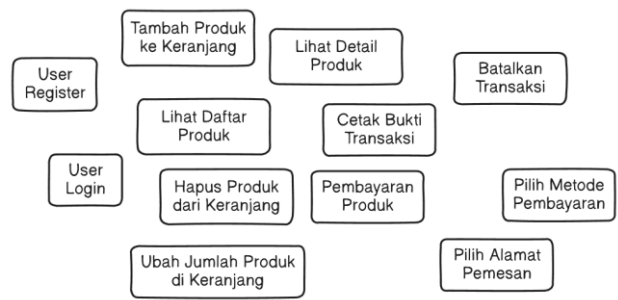 Tambah Produk
ke Keranjang
Lihat Detail
Produk
User
Register
Batalkan
Transaksi
Lihat Daftar
Produk
Cetak Bukti
Transaksi
User
Login
Hapus Produk
dari Keranjang
Pembayaran
Produk
Pilih Metode
Pembayaran
Ubah Jumlah Produk
di Keranjang
Pilih Alamat
Pemesan